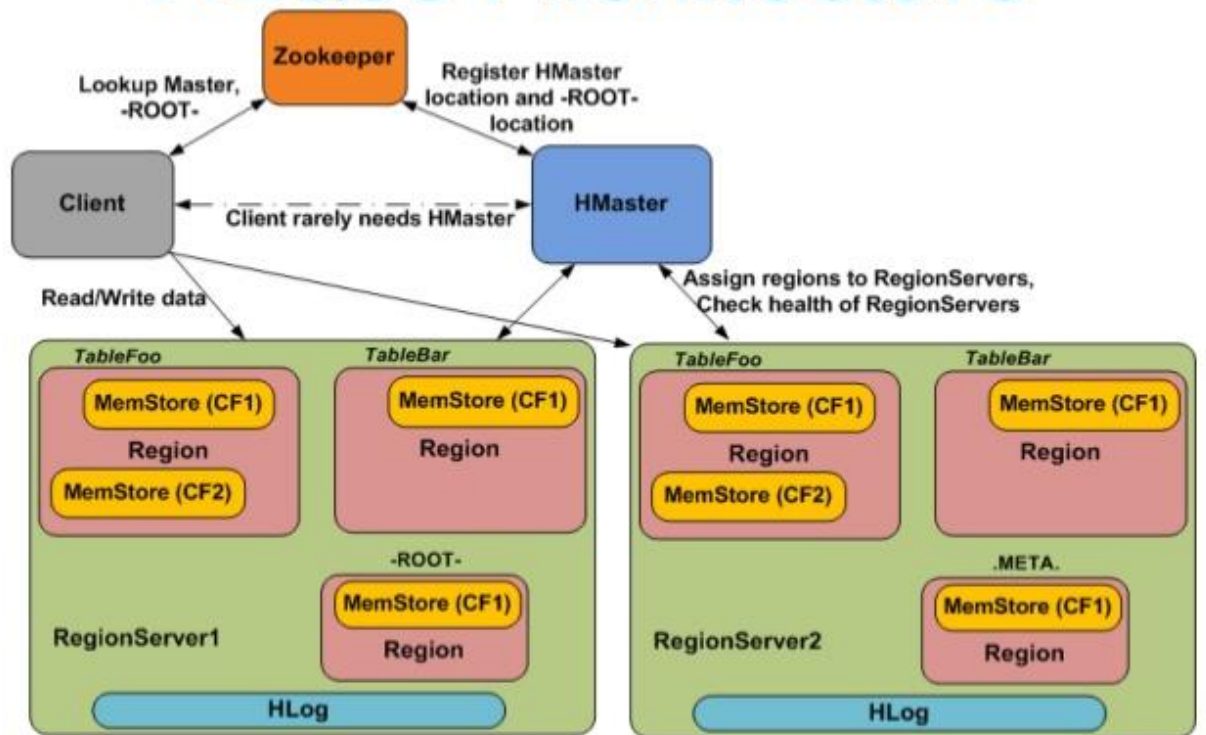 Zookeeper
Lookup Master,
-ROOT-
Register HMaster
location and -ROOT-
location
Client
Client rarely needs HMaster
HMaster
Read/Write data
Assign regions to RegionServers,
Check health of RegionServers
TableFoo
TableBar
MemStore (CF1)
MemStore (CF1)
Region
Region
MemStore (CF2)
-ROOT-
MemStore (CF1)
Region
RegionServer1
HLog
TableFoo
TableBar
MemStore (CF1)
MemStore (CF1)
Region
Region
MemStore (CF2)
.META.
MemStore (CF1)
Region
RegionServer2
HLog